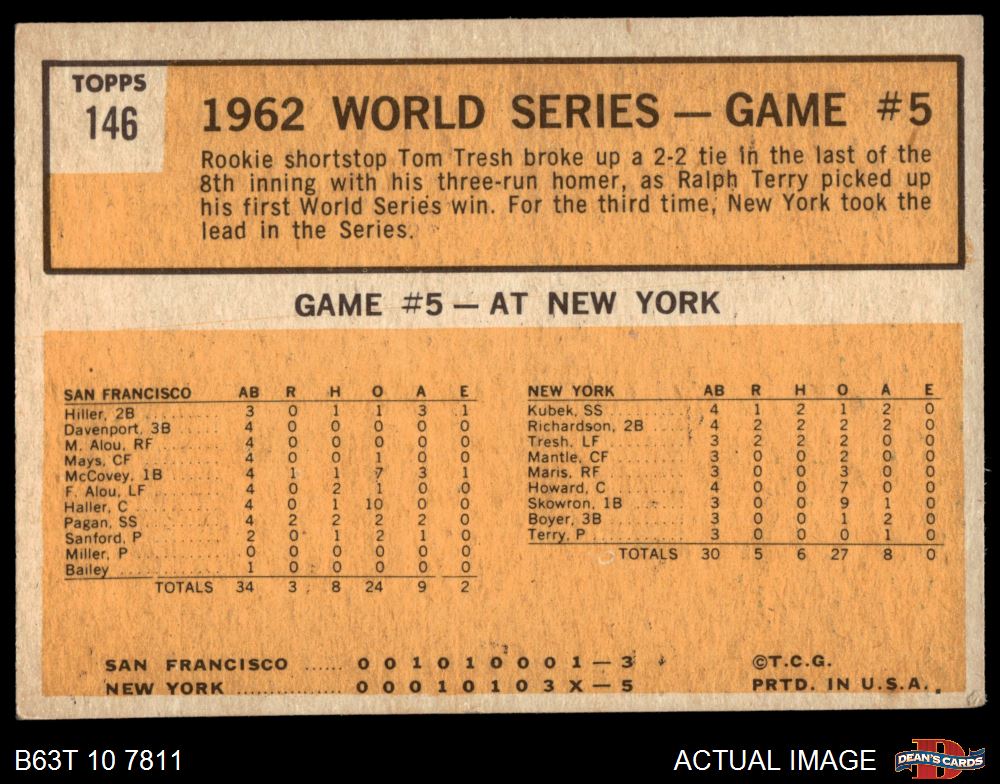 TOPPS
146
1962 WORLD SERIES — GAME #5
Rookie shortstop Tom Tresh broke up a 2-2 tie in the last of the
8th inning with his three-run homer, as Ralph Terry picked up
his first World Series win. For the third time, New York took the
lead in the Series.
GAME #5 — AT NEW YORK
SAN FRANCISCO AB R H O A E
Hiller, 2B ........ 3 0 1 1 3 1
Davenport, 3B ........ 4 0 0 0 0 0
M. Alou, RF ........ 4 0 0 0 0 0
Mays, CF ........ 4 0 0 1 0 0
McCovey, 1B ........ 4 1 1 7 3 1
F. Alou, LF ........ 4 0 2 1 0 0
Haller, C ........ 4 0 1 10 0 0
Pagan, SS ........ 4 2 2 2 2 0
Sanford, P ........ 2 0 1 2 1 0
Miller, P ........ 0 0 0 0 0 0
Bailey ........ 1 0 0 0 0 0
TOTALS 34 3 8 24 9 2
NEW YORK AB R H O A E
Kubek, SS ........ 4 1 2 1 2 0
Richardson, 2B ........ 4 2 2 2 2 0
Tresh, LF ........ 3 2 2 2 0 0
Mantle, CF ........ 3 0 0 2 0 0
Maris, RF ........ 3 0 0 3 0 0
Howard, C ........ 4 0 0 7 0 0
Skowron, 1B ........ 3 0 0 9 1 0
Boyer, 3B ........ 3 0 0 1 2 0
Terry, P ........ 3 0 0 0 1 0
TOTALS 30 5 6 27 8 0
SAN FRANCISCO ...... 0 0 1 0 1 0 0 0 1 — 3
NEW YORK ............... 0 0 0 1 0 1 0 3 X — 5
©T.C.G.
PRTD. IN U.S.A.
B63T 10 7811
ACTUAL IMAGE
D
DEAN'S CARDS